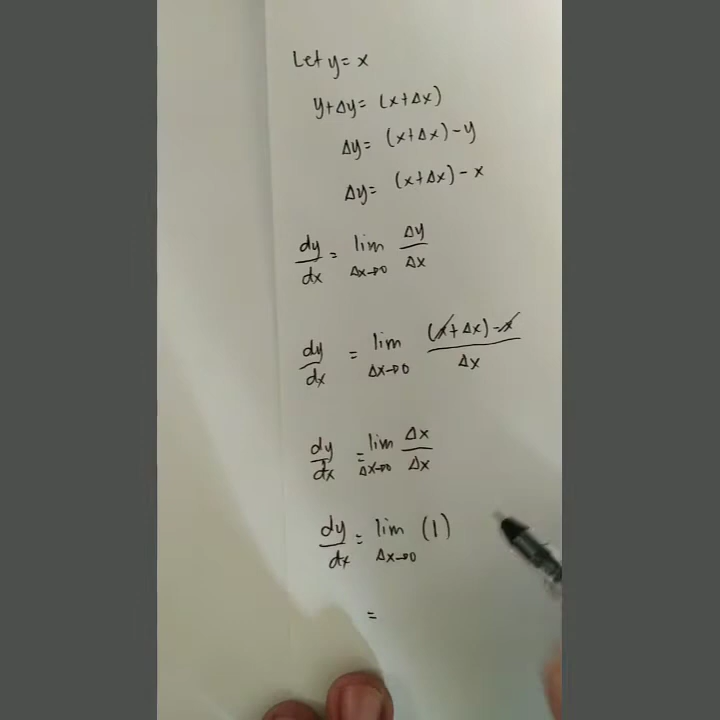 Let y = x
y+Δy = (x+Δx)
Δy = (x+Δx) - y
Δy = (x+Δx) - x
dy/dx = lim Δx→0 Δy/Δx
dy/dx = lim Δx→0 (x+Δx)-x/Δx
dy/dx = lim Δx→0 Δx/Δx
dy/dx = lim Δx→0 (1)
=